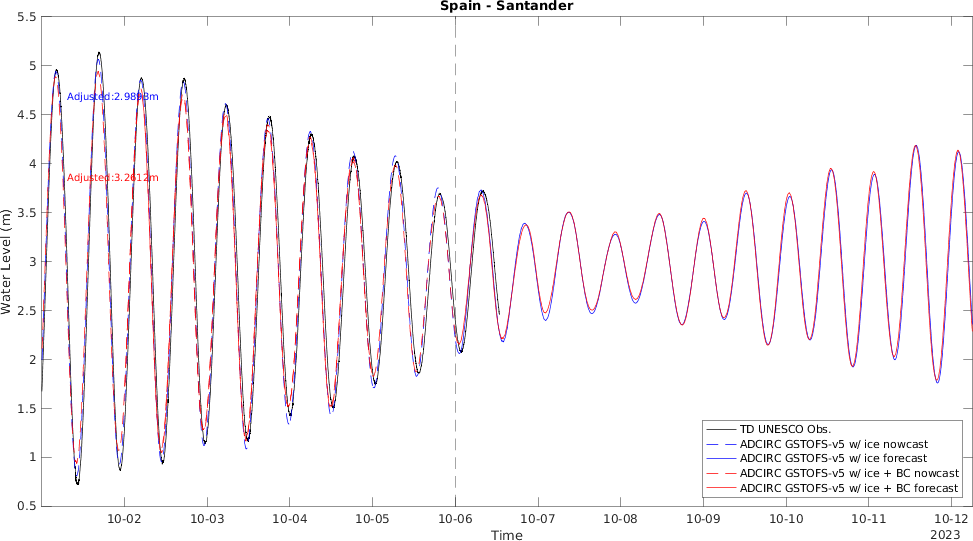 Spain - Santander
5.5
5
4.5
4
3.5
3
2.5
2
1.5
1
0.5
Water Level (m)
Adjusted:2.9893m
Adjusted:3.2612m
TD UNESCO Obs.
ADCIRC GSTOFS-v5 w/ ice nowcast
ADCIRC GSTOFS-v5 w/ ice forecast
ADCIRC GSTOFS-v5 w/ ice + BC nowcast
ADCIRC GSTOFS-v5 w/ ice + BC forecast
10-02 10-03 10-04 10-05 10-06 10-07 10-08 10-09 10-10 10-11 10-12
2023
Time